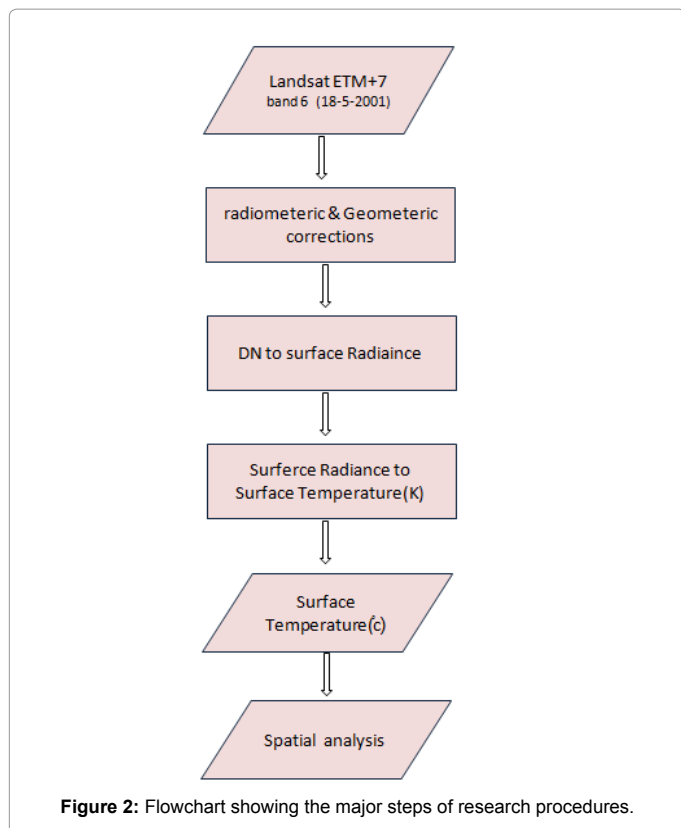 Landsat ETM+7
band 6 (18-5-2001)
radiometeric & Geometeric
corrections
DN to surface Radiaince
Surferce Radiance to
Surface Temperature(K)
Surface
Temperature(°c)
Spatial analysis
Figure 2: Flowchart showing the major steps of research procedures.